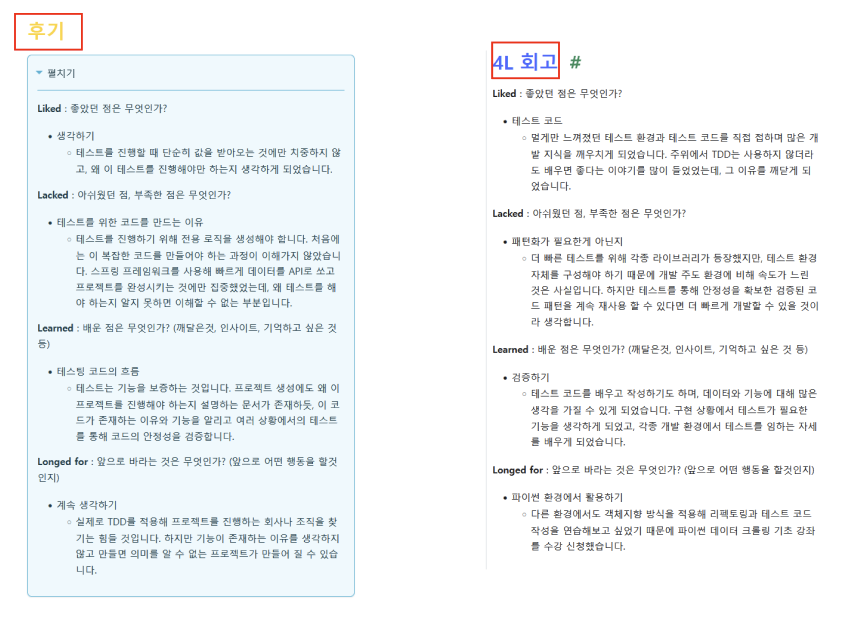 후기
펼치기
Liked : 좋았던 점은 무엇인가?
생각하기
테스트를 진행할 때 단순히 값을 받아오는 것에만 치중하지 않
고, 왜 이 테스트를 진행해야만 하는지 생각하게 되었습니다.
Lacked : 아쉬웠던 점, 부족한 점은 무엇인가?
테스트를 위한 코드를 만드는 이유
테스트를 진행하기 위해 전용 로직을 생성해야 합니다. 처음에
는 이 복잡한 코드를 만들어야 하는 과정이 이해가지 않았습니
다. 스프링 프레임워크를 사용해 빠르게 데이터를 API로 쏘고
프로젝트를 완성시키는 것에만 집중했었는데, 왜 테스트를 해
야 하는지 알지 못하면 이해할 수 없는 부분입니다.
Learned : 배운 점은 무엇인가? (깨달은것, 인사이트, 기억하고 싶은 것
등)
테스팅 코드의 흐름
테스트는 기능을 보증하는 것입니다. 프로젝트 생성에도 왜 이
프로젝트를 진행해야 하는지 설명하는 문서가 존재하듯, 이 코
드가 존재하는 이유와 기능을 알리고 여러 상황에서의 테스트
를 통해 코드의 안정성을 검증합니다.
Longed for : 앞으로 바라는 것은 무엇인가? (앞으로 어떤 행동을 할것
인지)
계속 생각하기
실제로 TDD를 적용해 프로젝트를 진행하는 회사나 조직을 찾
기는 힘들 것입니다. 하지만 기능이 존재하는 이유를 생각하지
않고 만들면 의미를 알 수 없는 프로젝트가 만들어 질 수 있습
니다.
4L 회고 #
Liked : 좋았던 점은 무엇인가?
테스트 코드
멀게만 느껴졌던 테스트 환경과 테스트 코드를 직접 접하며 많은 개
발 지식을 깨우치게 되었습니다. 주위에서 TDD는 사용하지 않더라
도 배우면 좋다는 이야기를 많이 들었었는데, 그 이유를 깨닫게 되
었습니다.
Lacked : 아쉬웠던 점, 부족한 점은 무엇인가?
패턴화가 필요한게 아닌지
더 빠른 테스트를 위해 각종 라이브러리가 등장했지만, 테스트 환경
자체를 구성해야 하기 때문에 개발 주도 환경에 비해 속도가 느린
것은 사실입니다. 하지만 테스트를 통해 안정성을 확보한 검증된 코
드 패턴을 계속 재사용 할 수 있다면 더 빠르게 개발할 수 있을 것이
라 생각합니다.
Learned : 배운 점은 무엇인가? (깨달은것, 인사이트, 기억하고 싶은 것 등)
검증하기
테스트 코드를 배우고 작성하기도 하며, 데이터와 기능에 대해 많은
생각을 가질 수 있게 되었습니다. 구현 상황에서 테스트가 필요한
기능을 생각하게 되었고, 각종 개발 환경에서 테스트를 임하는 자세
를 배우게 되었습니다.
Longed for : 앞으로 바라는 것은 무엇인가? (앞으로 어떤 행동을 할것인지)
파이썬 환경에서 활용하기
다른 환경에서도 객체지향 방식을 적용해 리펙토링과 테스트 코드
작성을 연습해보고 싶었기 때문에 파이썬 데이터 크롤링 기초 강좌
를 수강 신청했습니다.